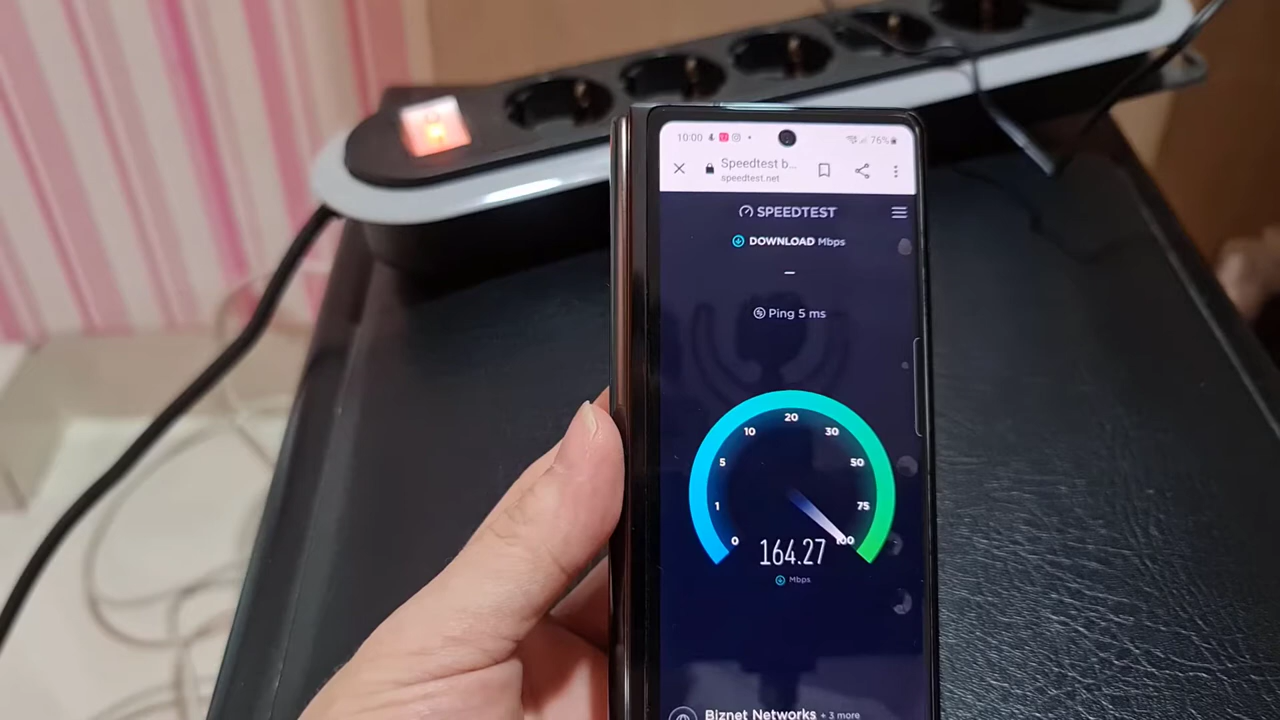 10:00 76%
Speedtest b...
speedtest.net
SPEEDTEST
DOWNLOAD Mbps
–
Ping 5 ms
20
10 30
5 50
1 75
0 100
164.27
Mbps
Biznet Networks + 3 more